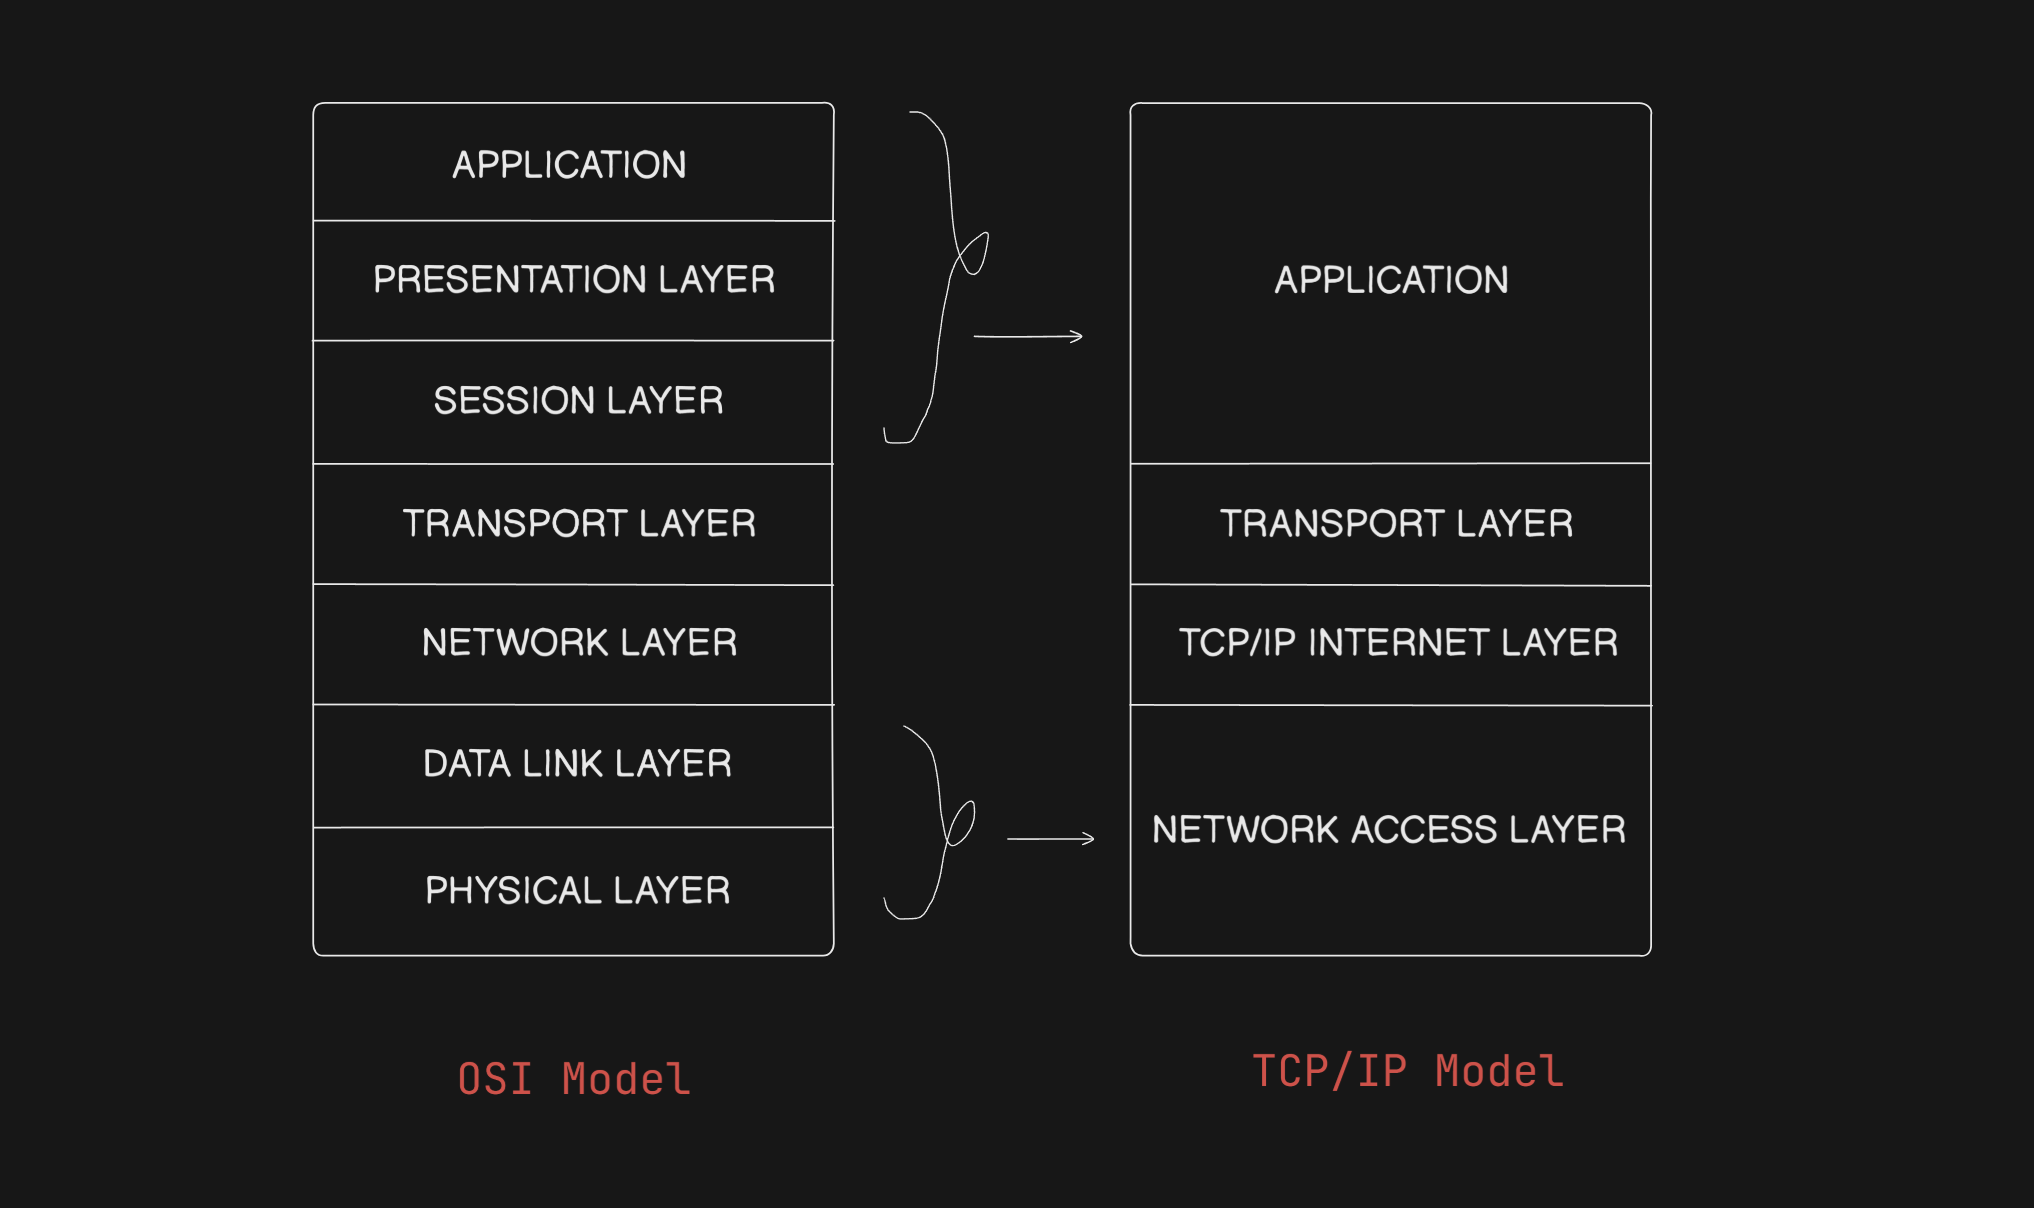 APPLICATION
PRESENTATION LAYER
SESSION LAYER
TRANSPORT LAYER
NETWORK LAYER
DATA LINK LAYER
PHYSICAL LAYER
OSI Model
APPLICATION
TRANSPORT LAYER
TCP/IP INTERNET LAYER
NETWORK ACCESS LAYER
TCP/IP Model